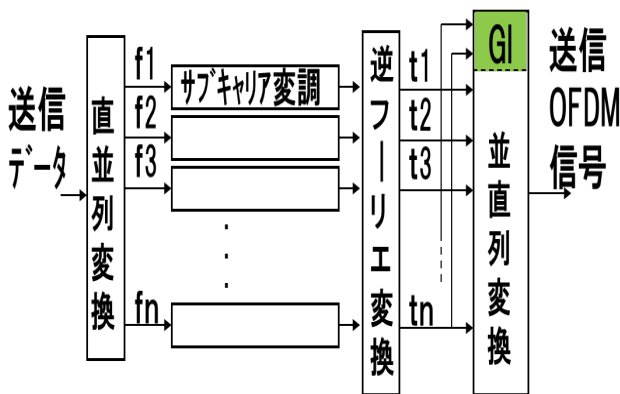 送信
データ
直並列変換
f1
f2
f3
fn
サブキャリア変調
逆フーリエ変換
t1
t2
t3
tn
GI
並直列変換
送信
OFDM
信号